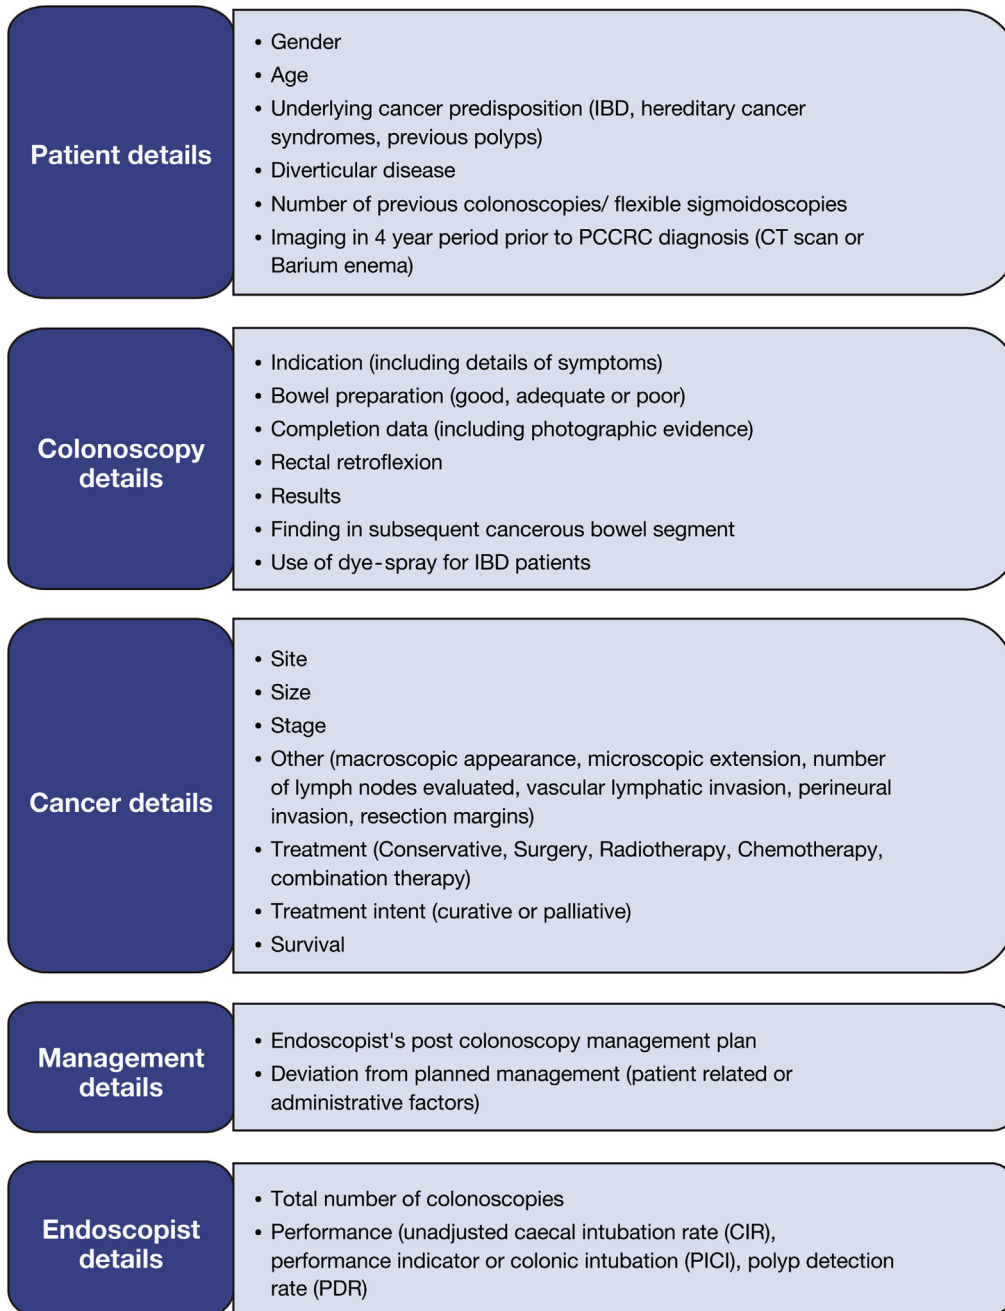 Patient details
• Gender
• Age
• Underlying cancer predisposition (IBD, hereditary cancer
syndromes, previous polyps)
• Diverticular disease
• Number of previous colonoscopies/ flexible sigmoidoscopies
• Imaging in 4 year period prior to PCCRC diagnosis (CT scan or
Barium enema)
Colonoscopy
details
• Indication (including details of symptoms)
• Bowel preparation (good, adequate or poor)
• Completion data (including photographic evidence)
• Rectal retroflexion
• Results
• Finding in subsequent cancerous bowel segment
• Use of dye-spray for IBD patients
Cancer details
• Site
• Size
• Stage
• Other (macroscopic appearance, microscopic extension, number
of lymph nodes evaluated, vascular lymphatic invasion, perineural
invasion, resection margins)
• Treatment (Conservative, Surgery, Radiotherapy, Chemotherapy,
combination therapy)
• Treatment intent (curative or palliative)
• Survival
Management
details
• Endoscopist's post colonoscopy management plan
• Deviation from planned management (patient related or
administrative factors)
Endoscopist
details
• Total number of colonoscopies
• Performance (unadjusted caecal intubation rate (CIR),
performance indicator or colonic intubation (PICI), polyp detection
rate (PDR)